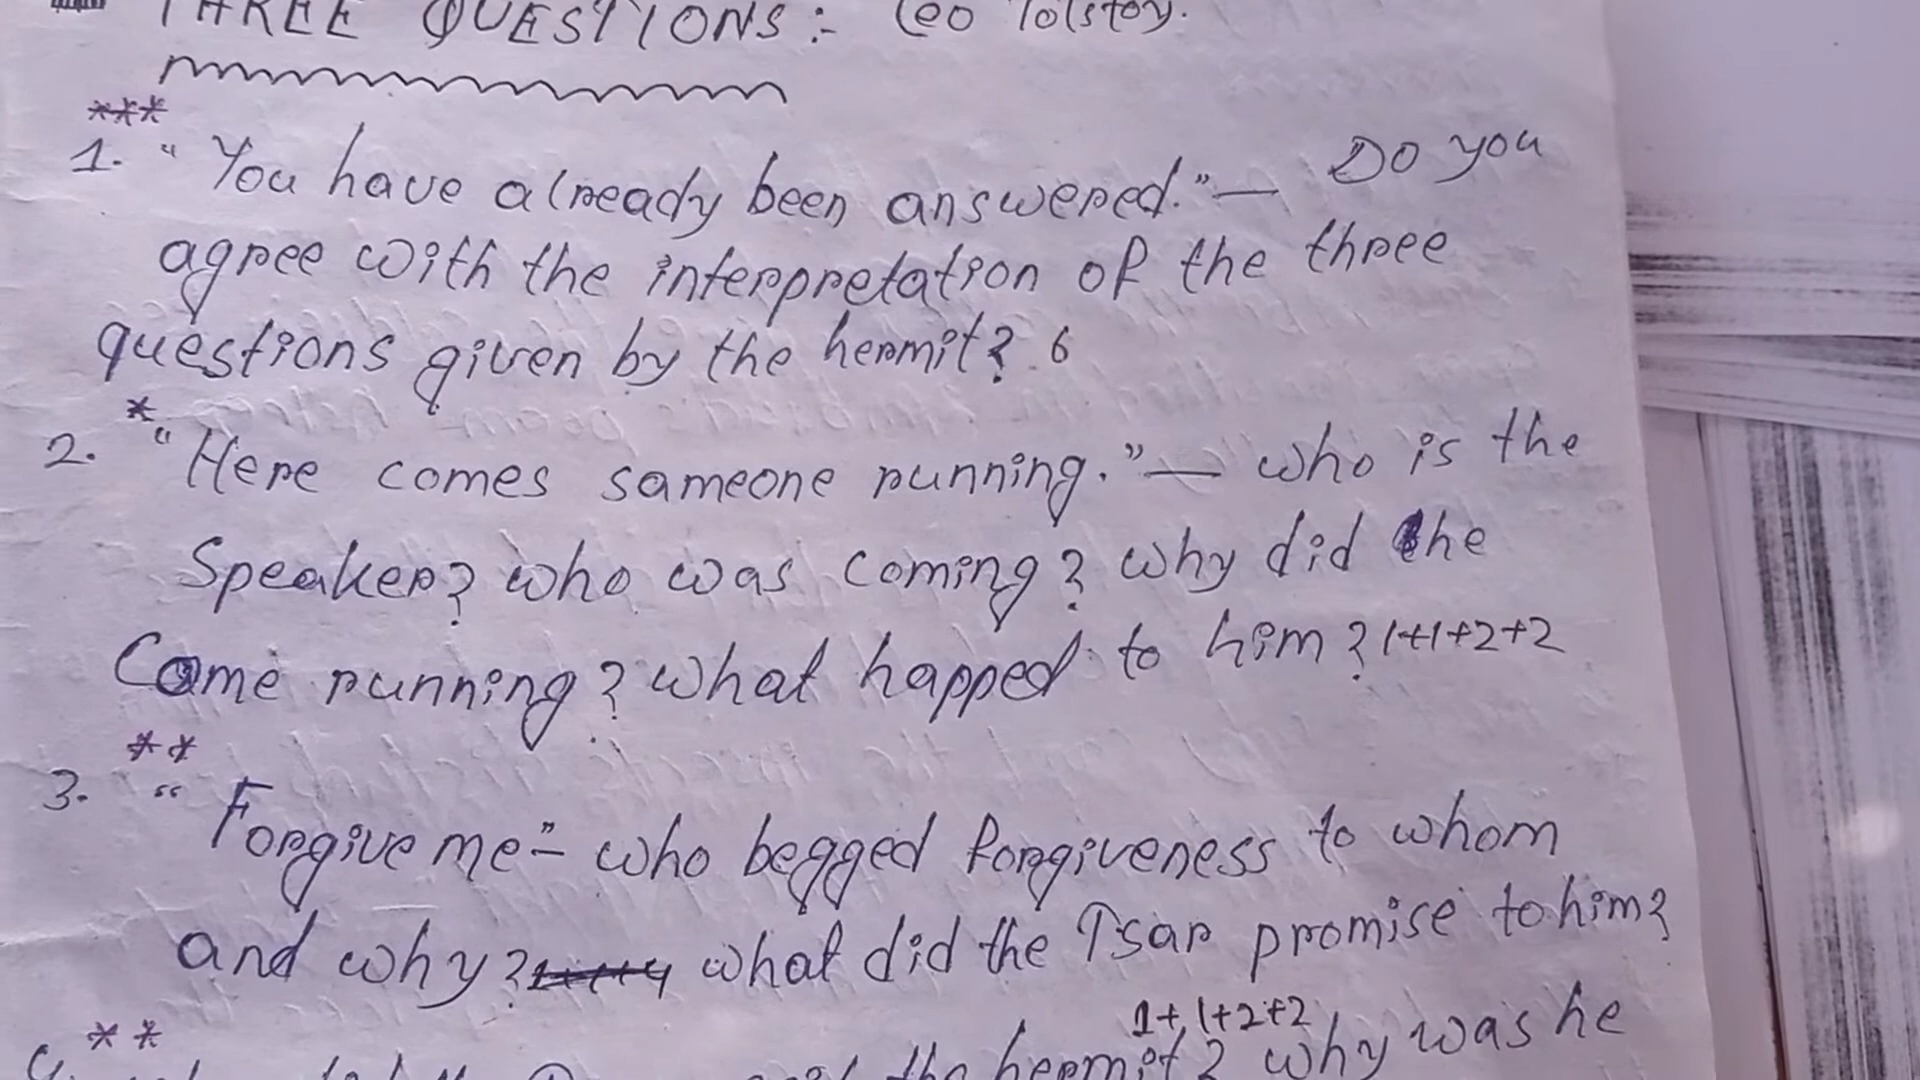 THREE QUESTIONS :- Leo Tolstoy.
***
1. "You have already been answered." — Do you
agree with the interpretation of the three
questions given by the hermit? 6
*
2. "Here comes sameone running." — who is the
Speaker? who was coming? why did the
Came running? what happed to him? 1+1+2+2
**
3. "Forgive me" - who begged forgiveness to whom
and why? what did the Tsar promise to him?
1+1+2+2
**
the hermit? why was he